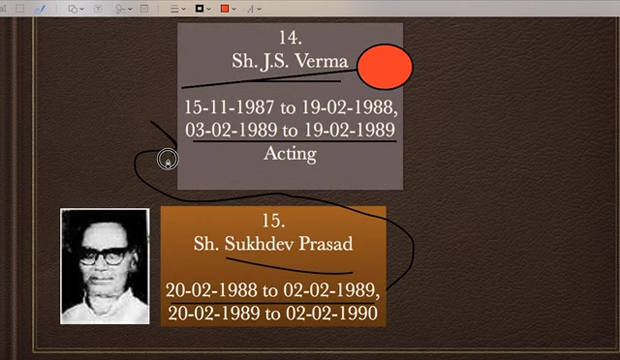 14.
Sh. J.S. Verma
15-11-1987 to 19-02-1988,
03-02-1989 to 19-02-1989
Acting
15.
Sh. Sukhdev Prasad
20-02-1988 to 02-02-1989,
20-02-1989 to 02-02-1990